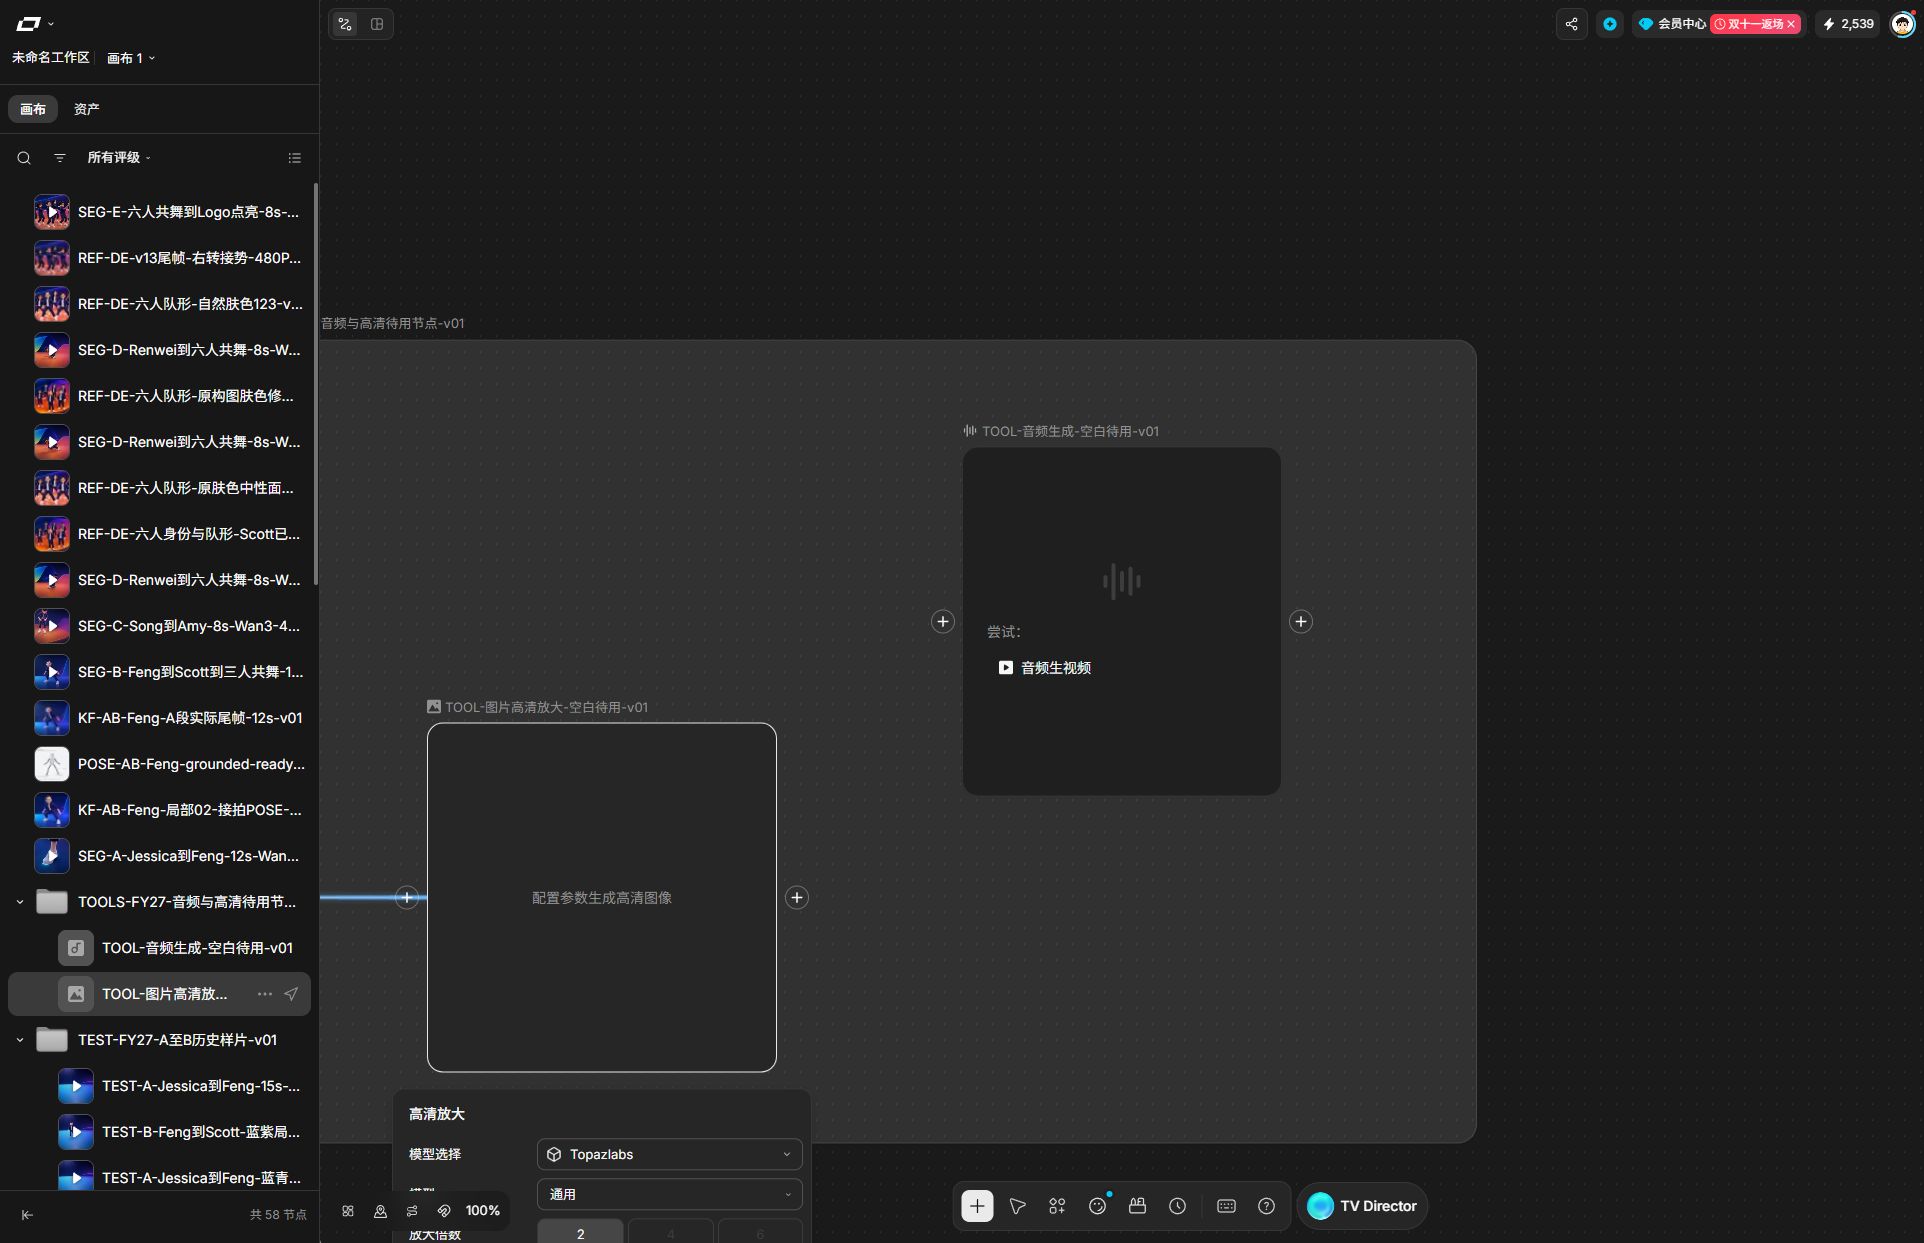 未命名工作区
画布 1
画布
资产
所有评级
SEG-E-六人共舞到Logo点亮-8s-...
REF-DE-v13尾帧-右转接势-480P...
REF-DE-六人队形-自然肤色123-v...
SEG-D-Renwei到六人共舞-8s-W...
REF-DE-六人队形-原构图肤色修...
SEG-D-Renwei到六人共舞-8s-W...
REF-DE-六人队形-原肤色中性面...
REF-DE-六人身份与队形-Scott已...
SEG-D-Renwei到六人共舞-8s-W...
SEG-C-Song到Amy-8s-Wan3-4...
SEG-B-Feng到Scott到三人共舞-1...
KF-AB-Feng-A段实际尾帧-12s-v01
POSE-AB-Feng-grounded-ready...
KF-AB-Feng-局部02-接拍POSE-...
SEG-A-Jessica到Feng-12s-Wan...
TOOLS-FY27-音频与高清待用节...
TOOL-音频生成-空白待用-v01
TOOL-图片高清放...
TEST-FY27-A至B历史样片-v01
TEST-A-Jessica到Feng-15s-...
TEST-B-Feng到Scott-蓝紫局...
TEST-A-Jessica到Feng-蓝青...
共 58 节点
会员中心
双十一返场
2,539
音频与高清待用节点-v01
TOOL-音频生成-空白待用-v01
尝试：
音频生视频
TOOL-图片高清放大-空白待用-v01
配置参数生成高清图像
高清放大
模型选择
Topazlabs
通用
放大倍数
2
4
6
100%
TV Director